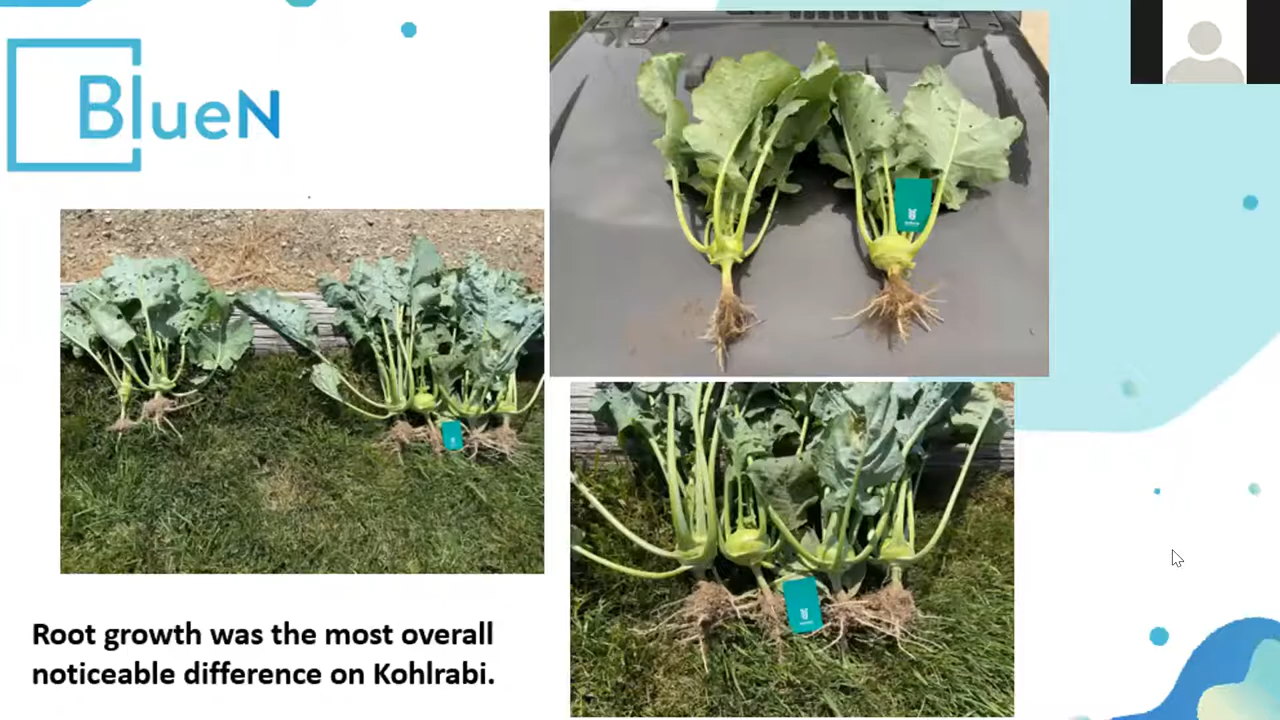 BlueN
Root growth was the most overall
noticeable difference on Kohlrabi.